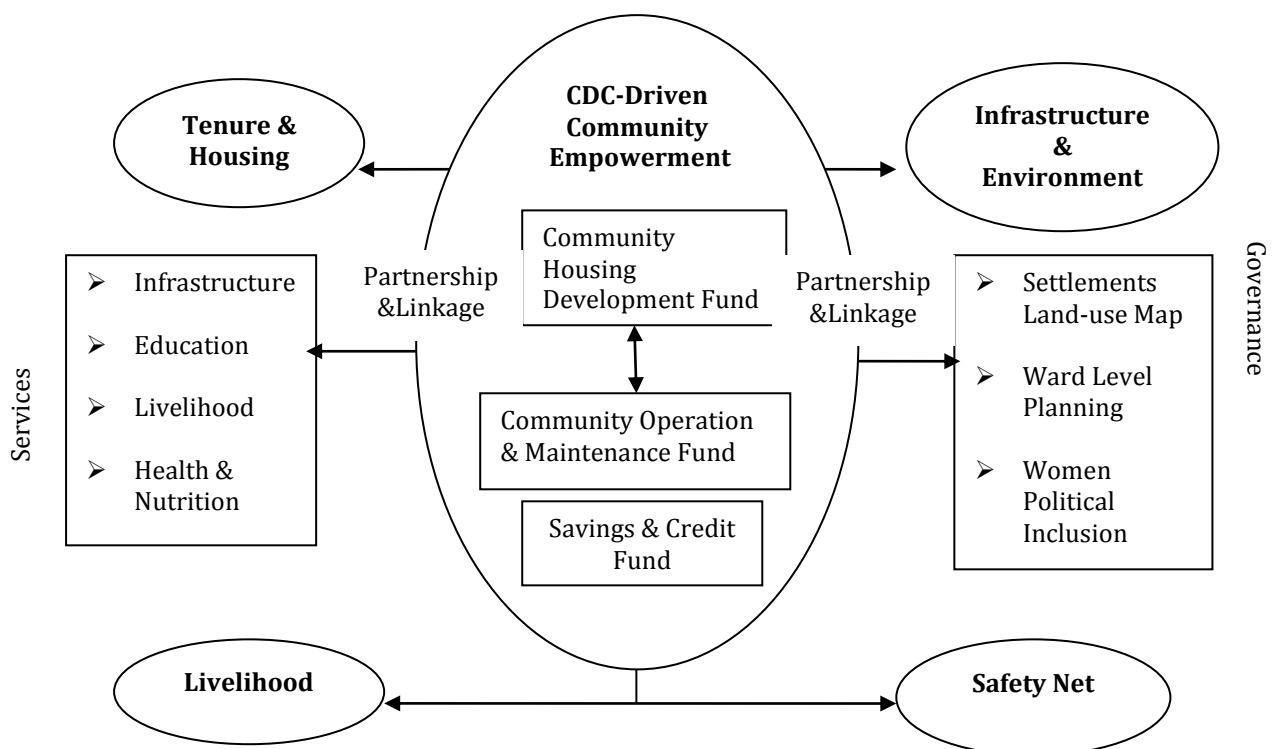 CDC-Driven
Community
Empowerment
Tenure &
Housing
Infrastructure
&
Environment
Community
Housing
Development Fund
Partnership
&Linkage
Partnership
&Linkage
Services
➢ Infrastructure
➢ Education
➢ Livelihood
➢ Health &
Nutrition
Governance
➢ Settlements
Land-use Map
➢ Ward Level
Planning
➢ Women
Political
Inclusion
Community Operation
& Maintenance Fund
Savings & Credit
Fund
Livelihood
Safety Net